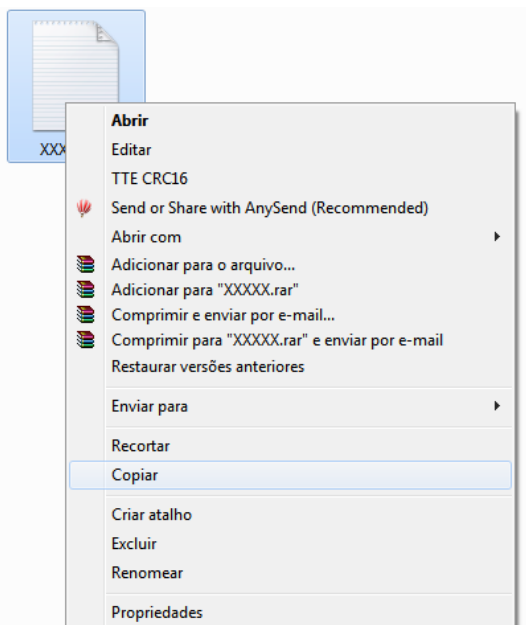 XXX
Abrir
Editar
TTE CRC16
Send or Share with AnySend (Recommended)
Abrir com
Adicionar para o arquivo...
Adicionar para "XXXXX.rar"
Comprimir e enviar por e-mail...
Comprimir para "XXXXX.rar" e enviar por e-mail
Restaurar versões anteriores
Enviar para
Recortar
Copiar
Criar atalho
Excluir
Renomear
Propriedades